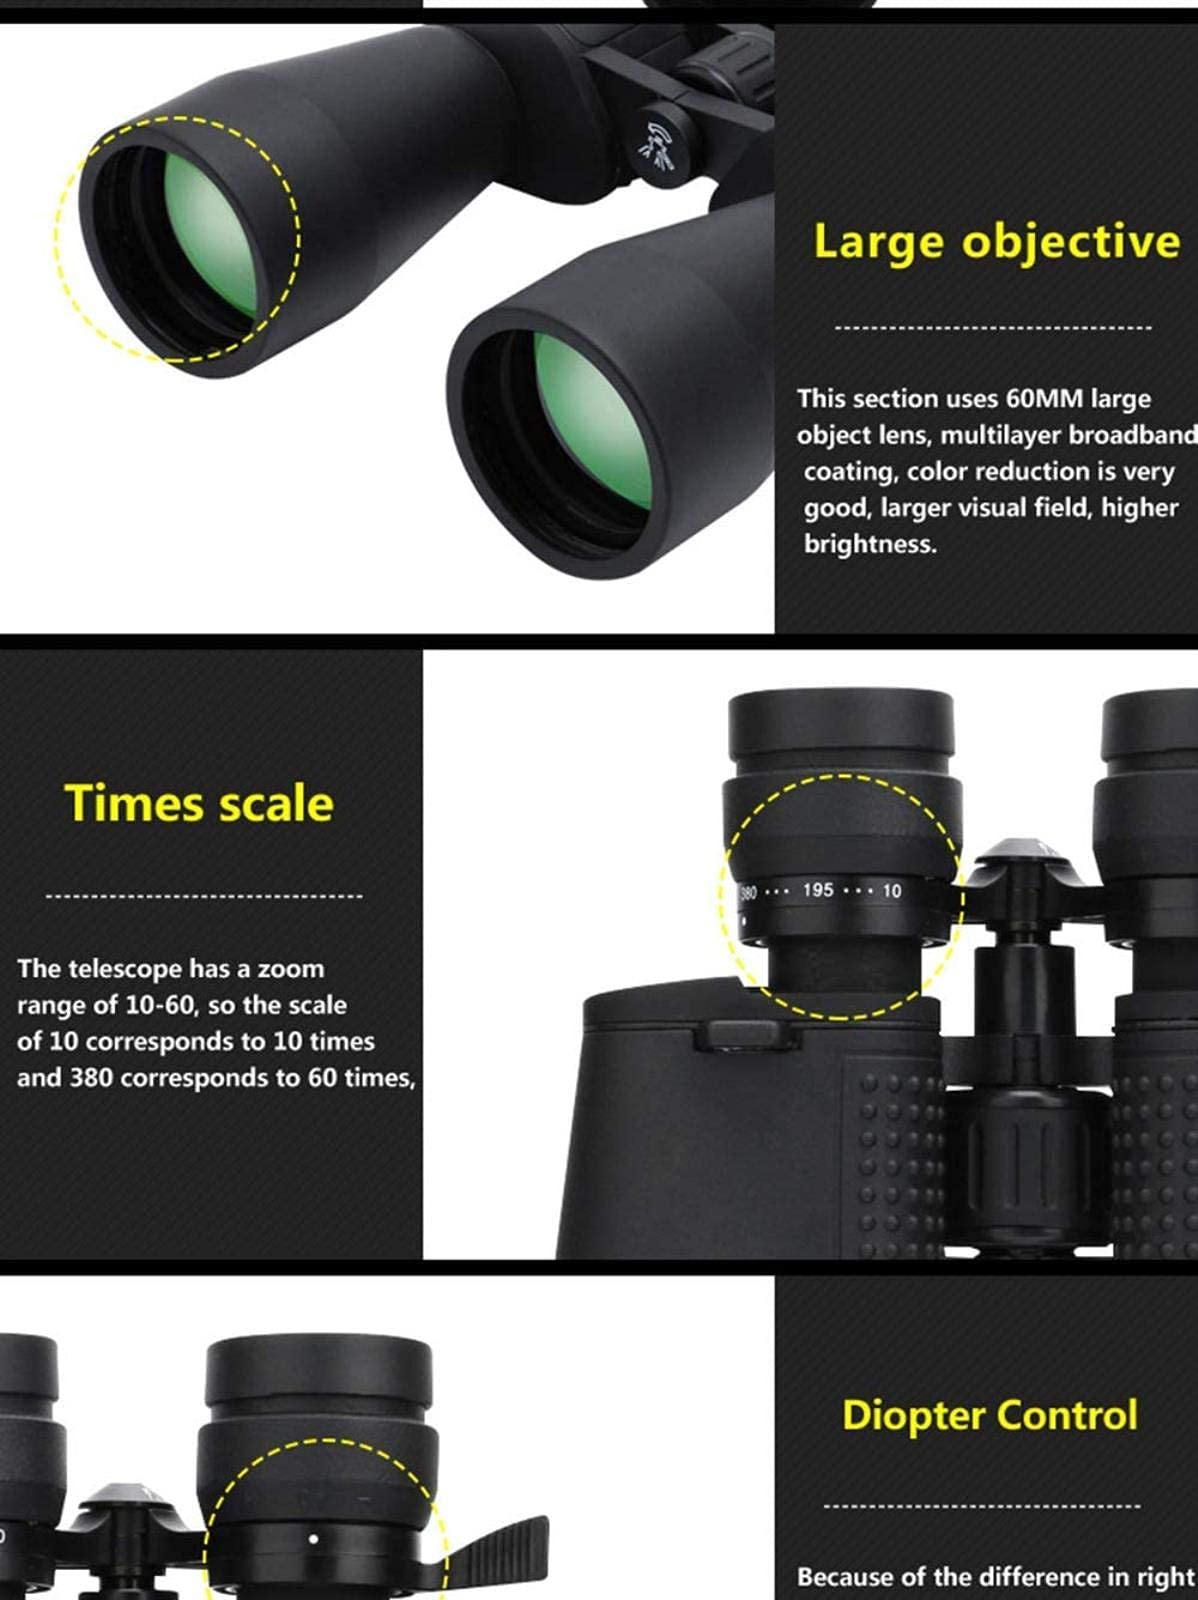 Large objective
This section uses 60MM large
object lens, multilayer broadband
coating, color reduction is very
good, larger visual field, higher
brightness.
Times scale
The telescope has a zoom
range of 10-60, so the scale
of 10 corresponds to 10 times
and 380 corresponds to 60 times,
380 ••• 195 ••• 10
Diopter Control
Because of the difference in right